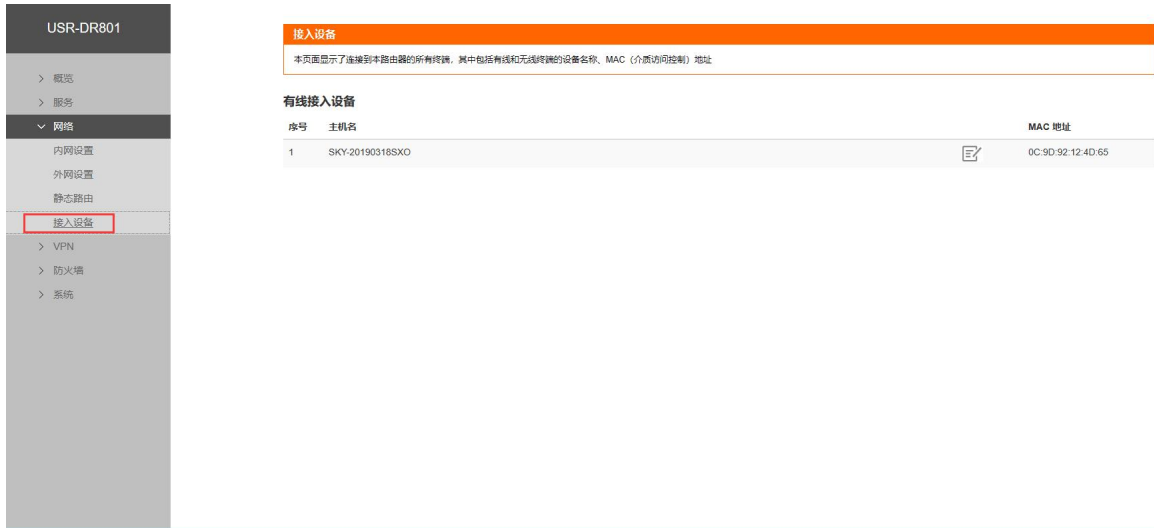 USR-DR801
概览
服务
网络
内网设置
外网设置
静态路由
接入设备
VPN
防火墙
系统
接入设备
本页面显示了连接到本路由器的所有终端，其中包括有线和无线终端的设备名称、MAC（介质访问控制）地址
有线接入设备
序号 主机名 MAC 地址
1 SKY-20190318SXO 0C:9D:92:12:4D:65